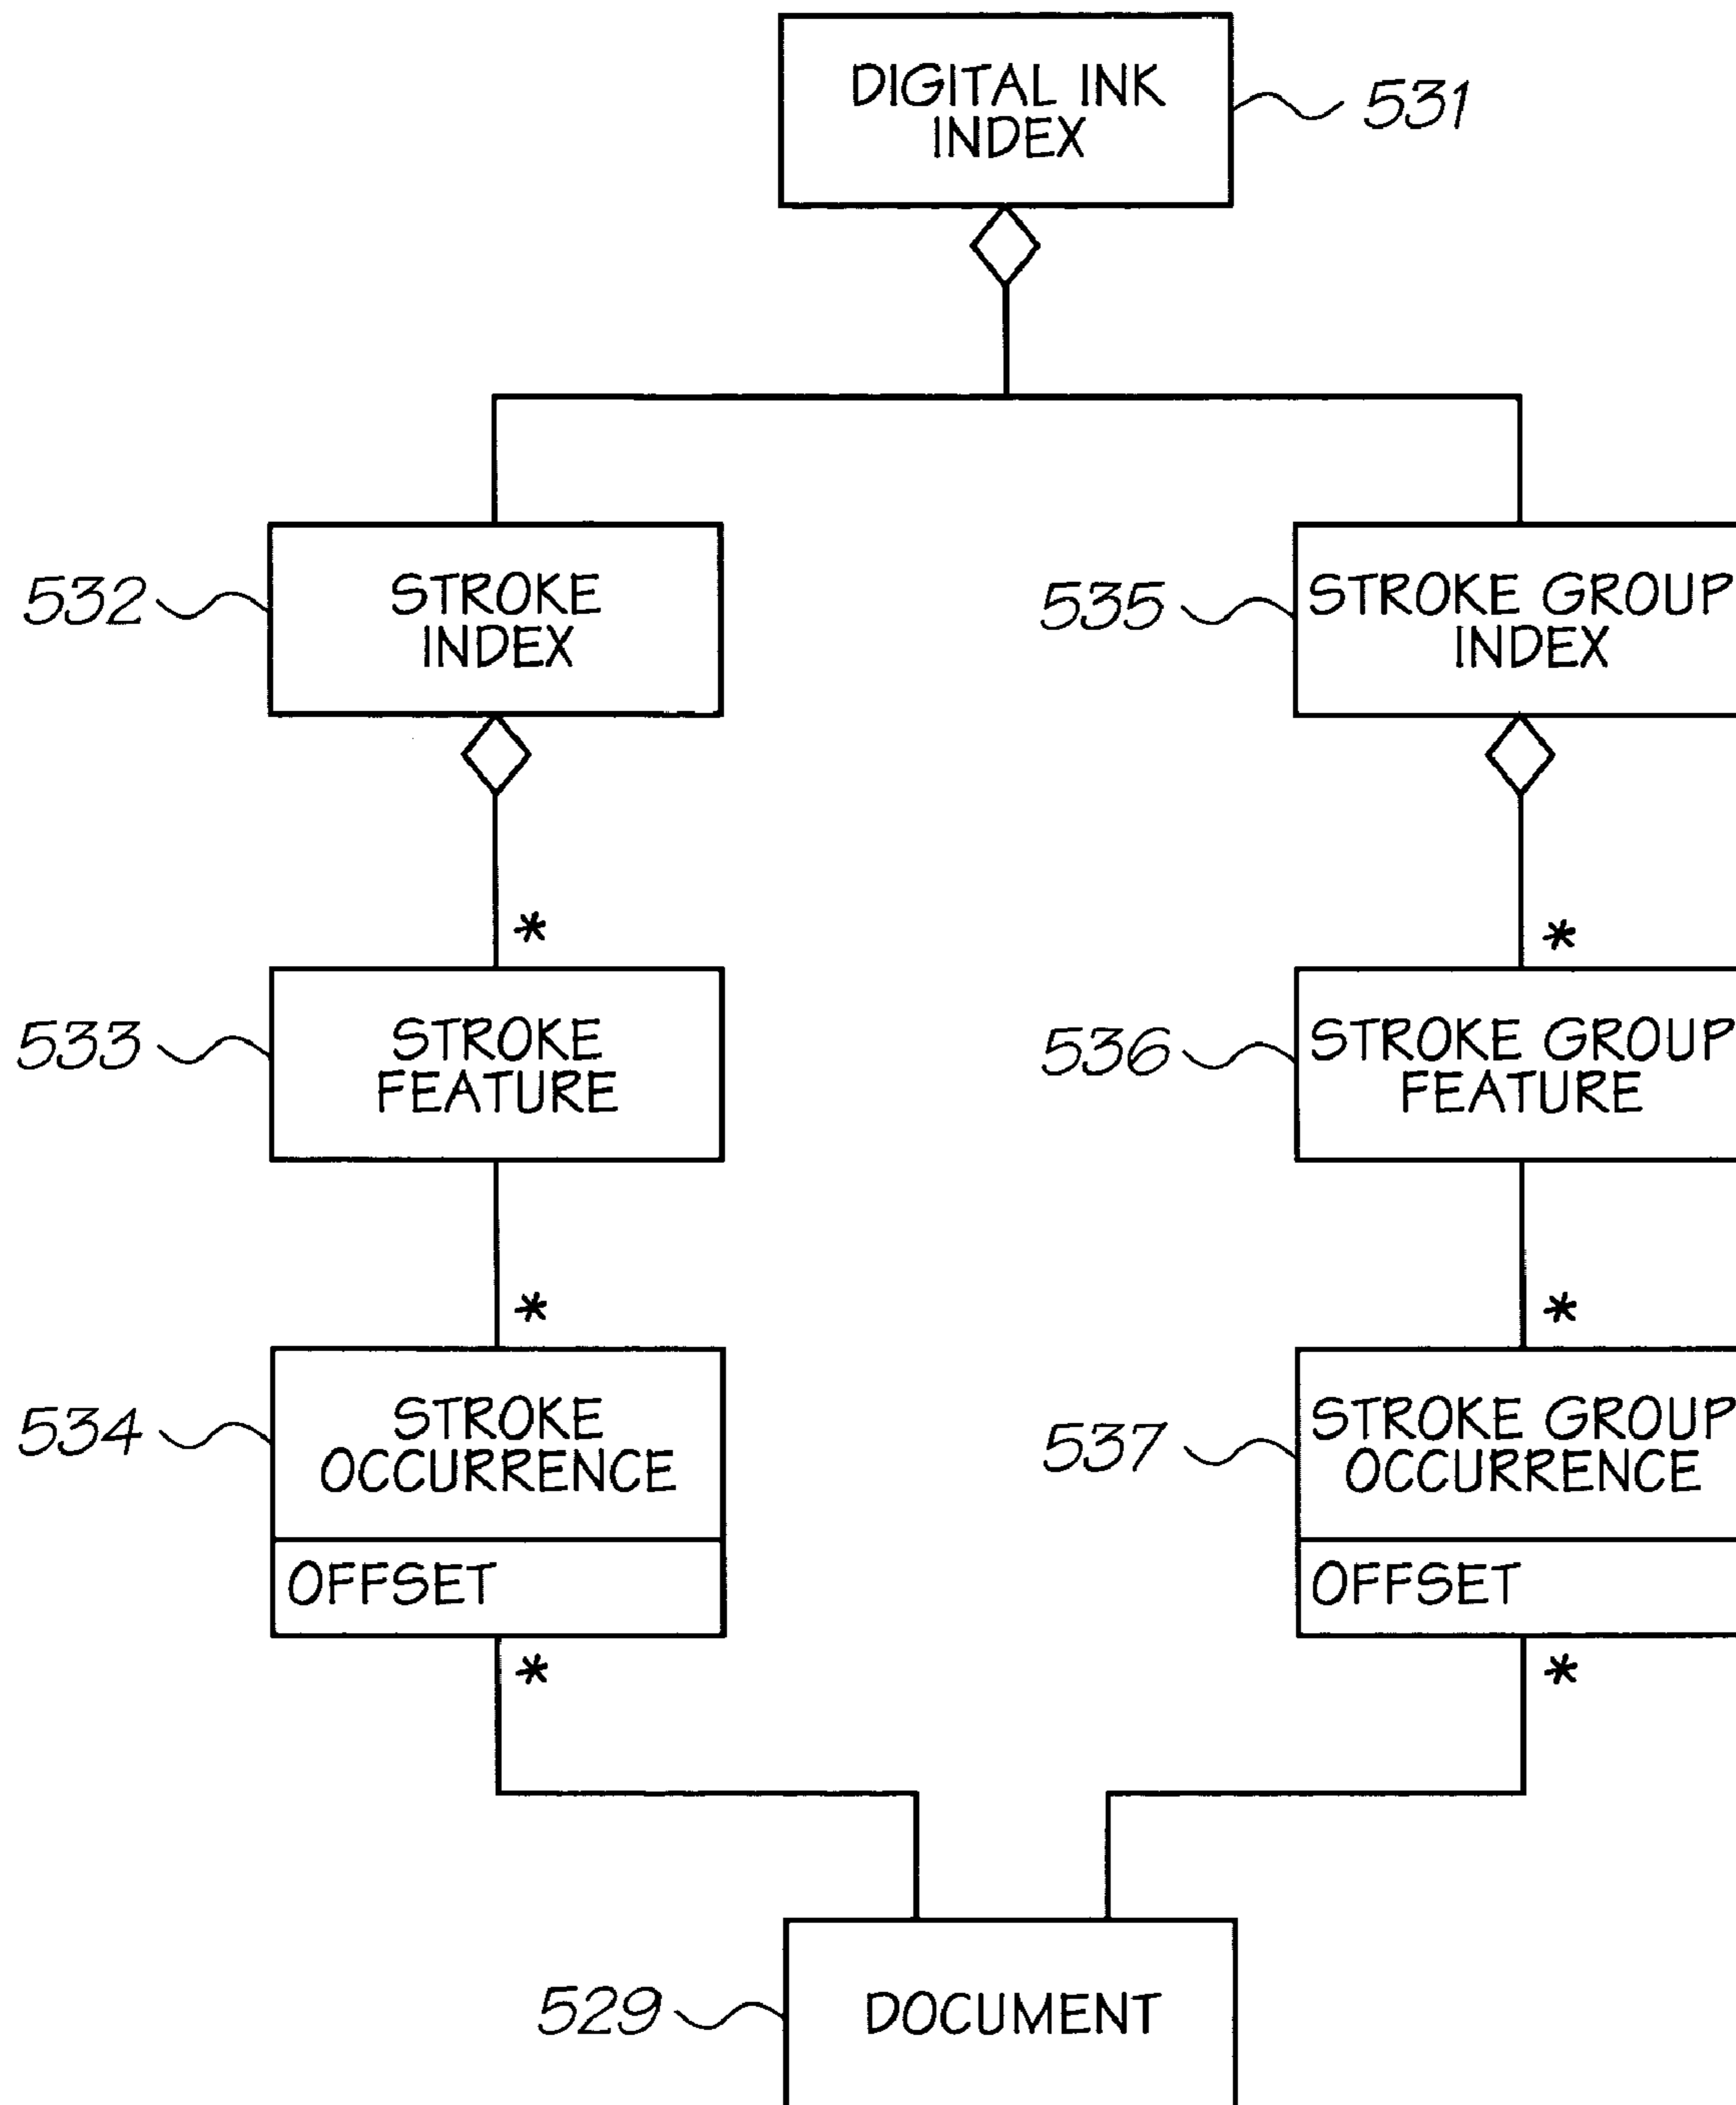 DIGITAL INK
INDEX
531
532
STROKE
INDEX
535
STROKE GROUP
INDEX
*
*
533
STROKE
FEATURE
536
STROKE GROUP
FEATURE
*
*
534
STROKE
OCCURRENCE
OFFSET
537
STROKE GROUP
OCCURRENCE
OFFSET
*
*
529
DOCUMENT